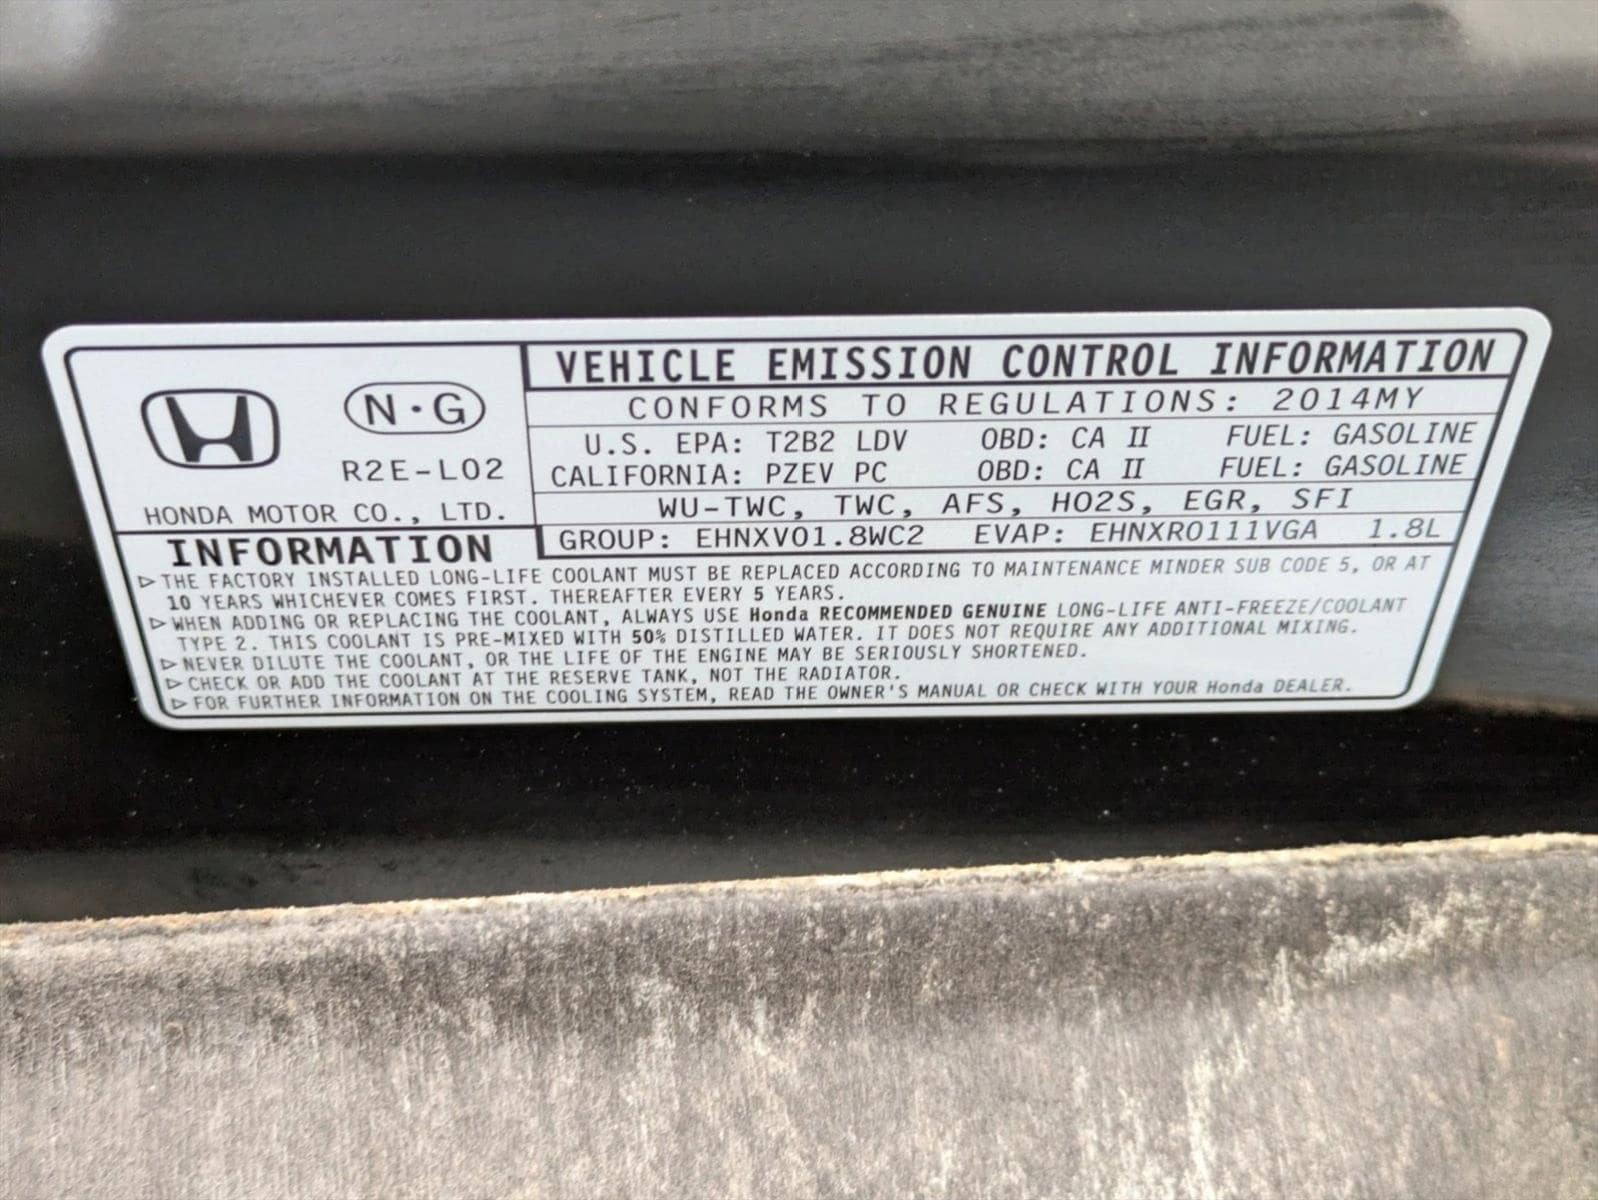 VEHICLE EMISSION CONTROL INFORMATION
N·G
CONFORMS TO REGULATIONS: 2014MY
R2E-L02
U.S. EPA: T2B2 LDV OBD: CA II FUEL: GASOLINE
CALIFORNIA: PZEV PC OBD: CA II FUEL: GASOLINE
HONDA MOTOR CO., LTD.
WU-TWC, TWC, AFS, HO2S, EGR, SFI
GROUP: EHNXV01.8WC2 EVAP: EHNXR0111VGA 1.8L
INFORMATION
▷THE FACTORY INSTALLED LONG-LIFE COOLANT MUST BE REPLACED ACCORDING TO MAINTENANCE MINDER SUB CODE 5, OR AT
10 YEARS WHICHEVER COMES FIRST. THEREAFTER EVERY 5 YEARS.
▷WHEN ADDING OR REPLACING THE COOLANT, ALWAYS USE Honda RECOMMENDED GENUINE LONG-LIFE ANTI-FREEZE/COOLANT
TYPE 2. THIS COOLANT IS PRE-MIXED WITH 50% DISTILLED WATER. IT DOES NOT REQUIRE ANY ADDITIONAL MIXING.
▷NEVER DILUTE THE COOLANT, OR THE LIFE OF THE ENGINE MAY BE SERIOUSLY SHORTENED.
▷CHECK OR ADD THE COOLANT AT THE RESERVE TANK, NOT THE RADIATOR.
▷FOR FURTHER INFORMATION ON THE COOLING SYSTEM, READ THE OWNER'S MANUAL OR CHECK WITH YOUR Honda DEALER.